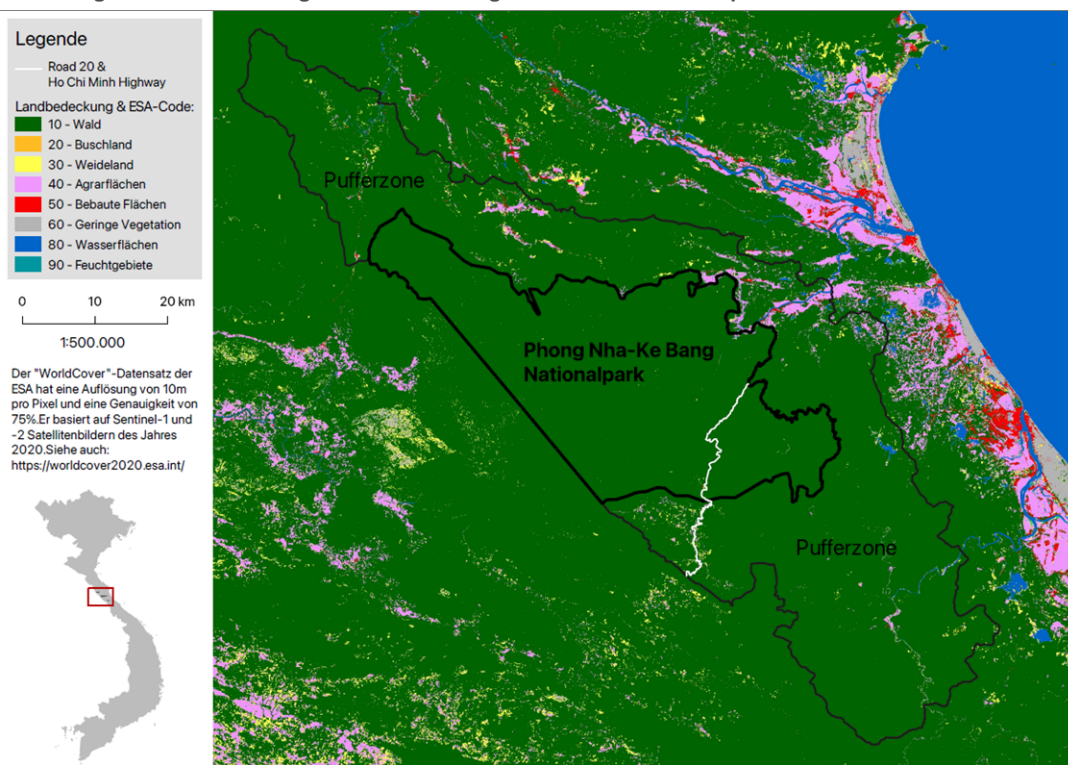 Legende
Road 20 &
Ho Chi Minh Highway
Landbedeckung & ESA-Code:
10 - Wald
20 - Buschland
30 - Weideland
40 - Agrarflächen
50 - Bebaute Flächen
60 - Geringe Vegetation
80 - Wasserflächen
90 - Feuchtgebiete
0 10 20 km
1:500.000
Der "WorldCover"-Datensatz der
ESA hat eine Auflösung von 10m
pro Pixel und eine Genauigkeit von
75%.Er basiert auf Sentinel-1 und
-2 Satellitenbildern des Jahres
2020.Siehe auch:
https://worldcover2020.esa.int/
Pufferzone
Phong Nha-Ke Bang
Nationalpark
Pufferzone